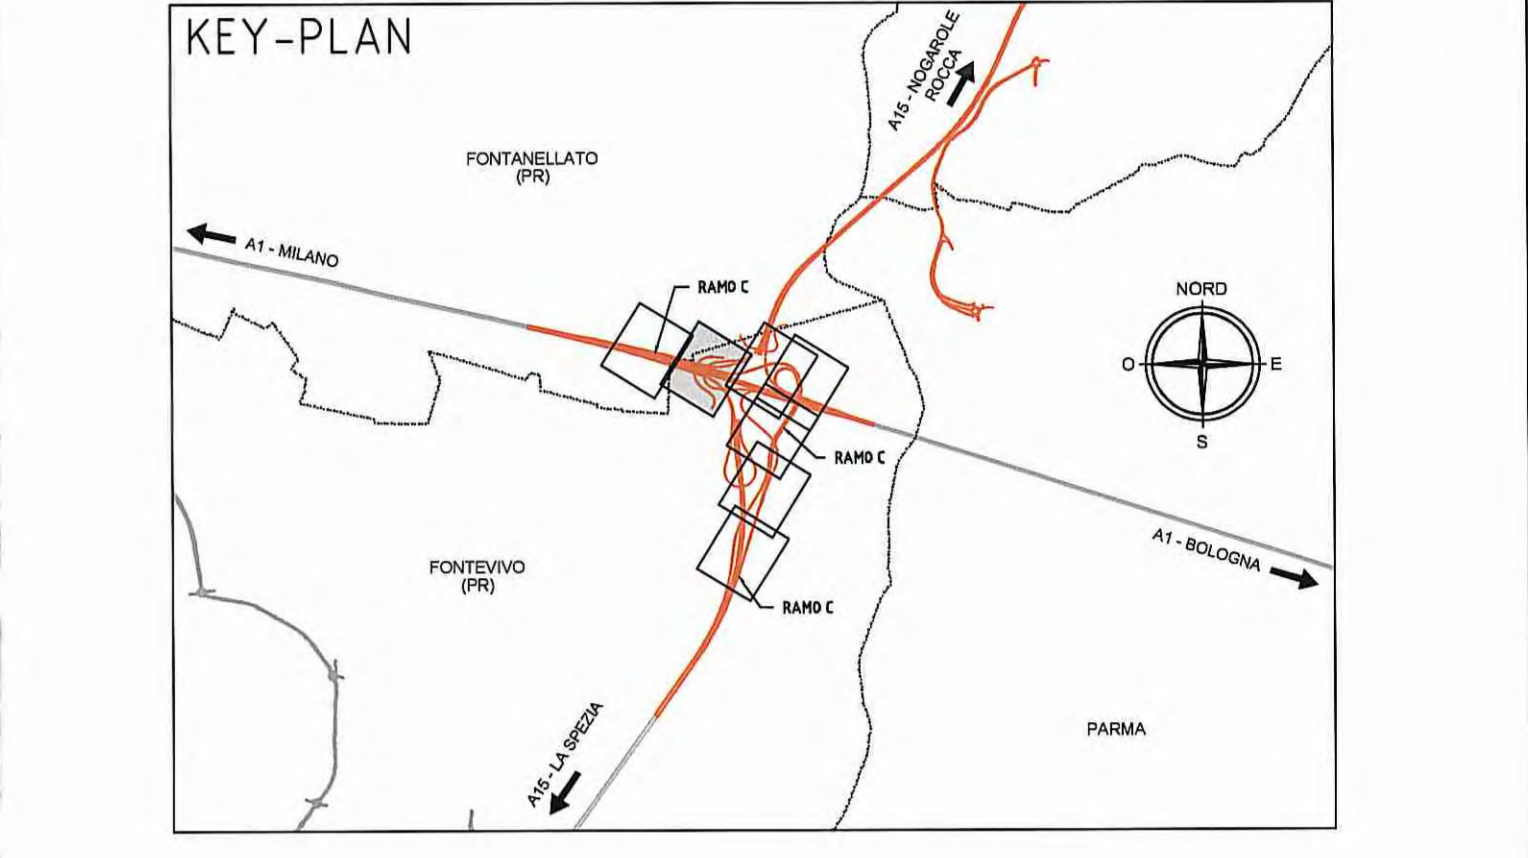 KEY-PLAN
A15 - NOGAROLE
ROCCA
FONTANELLATO
(PR)
A1 - MILANO
RAMO C
NORD
O
E
S
RAMO C
A1 - BOLOGNA
FONTEVIVO
(PR)
RAMO C
A15 - LA SPEZIA
PARMA